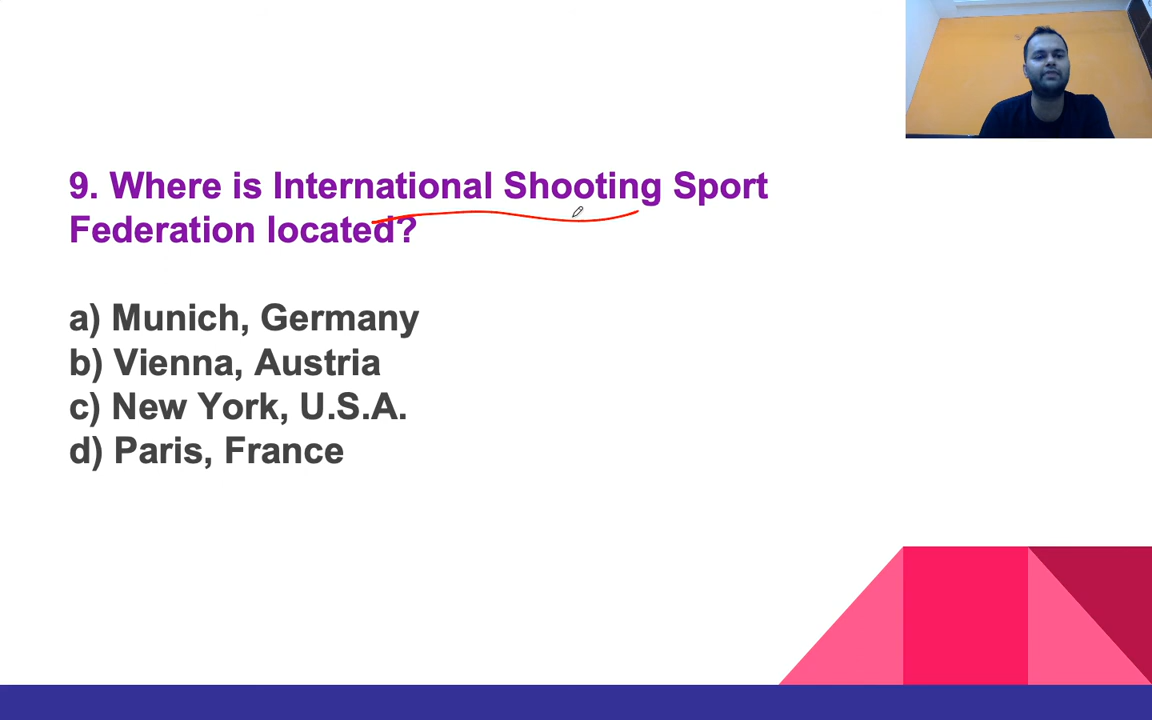 9. Where is International Shooting Sport
Federation located?
a) Munich, Germany
b) Vienna, Austria
c) New York, U.S.A.
d) Paris, France